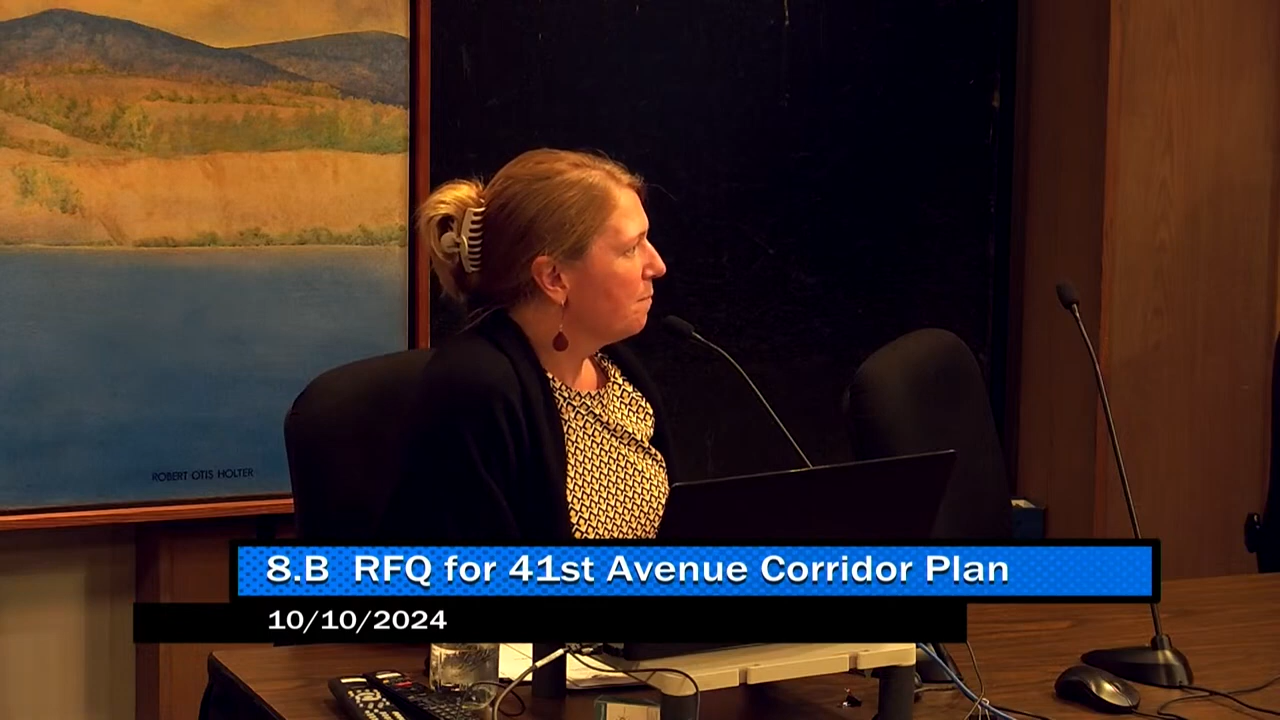 ROBERT OTIS HOLTER
8.B RFQ for 41st Avenue Corridor Plan
10/10/2024